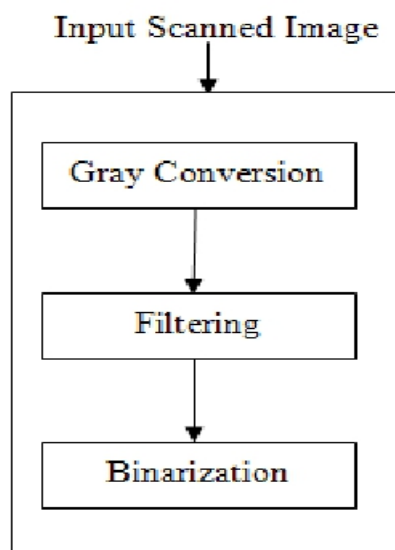 Input Scanned Image
Gray Conversion
Filtering
Binarization